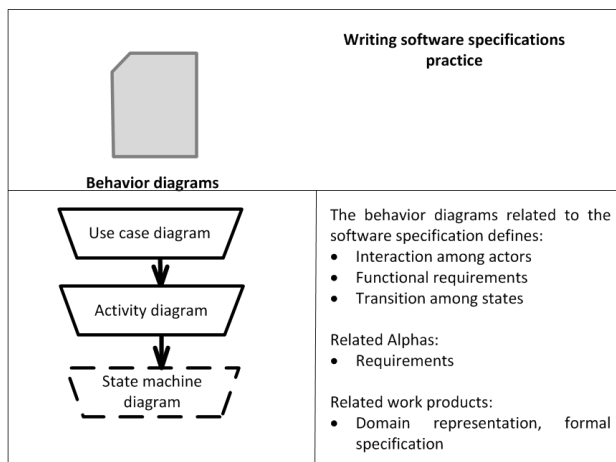 Writing software specifications
practice
Behavior diagrams
Use case diagram
Activity diagram
State machine
diagram
The behavior diagrams related to the
software specification defines:
• Interaction among actors
• Functional requirements
• Transition among states
Related Alphas:
• Requirements
Related work products:
• Domain representation, formal
specification